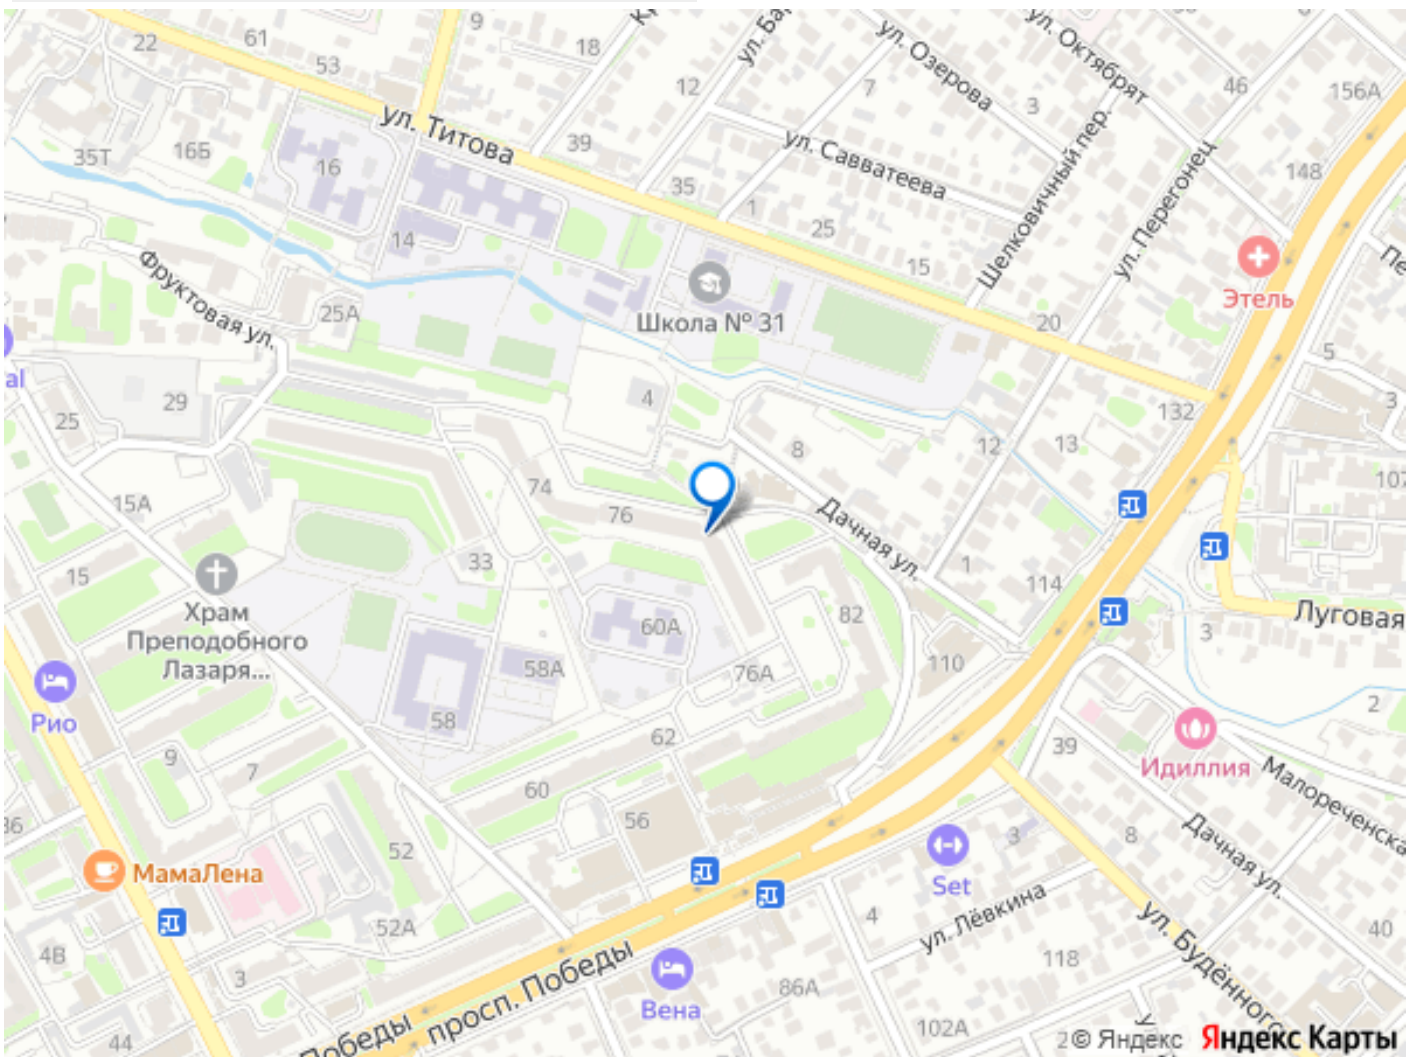 61
9
22
53
18
ул. Октябрят
ул. Озерова
46
156А
12
7
3
ул. Титова
39
16Б
35Т
16
ул. Савватеева
148
35
1
25
Шелковичный пер.
ул. Перегонец
14
15
Фруктовая ул.
25А
Школа № 31
20
Этель
5
al
4
29
25
132
3
8
12
13
107
74
15А
76
Дачная ул.
33
1
15
114
Храм
Преподобного
Лазаря...
60А
82
3
Луговая
58А
76А
110
Рио
58
62
39
2
9
7
Идиллия
60
56
3
8
Малореченска
36
52
МамаЛена
Set
Дачная ул.
52А
4
ул. Лёвкина
ул. Будённого
40
4В
3
просп. Победы
118
Вена
86А
102А
44
Победы
2
© Яндекс Яндекс Карты